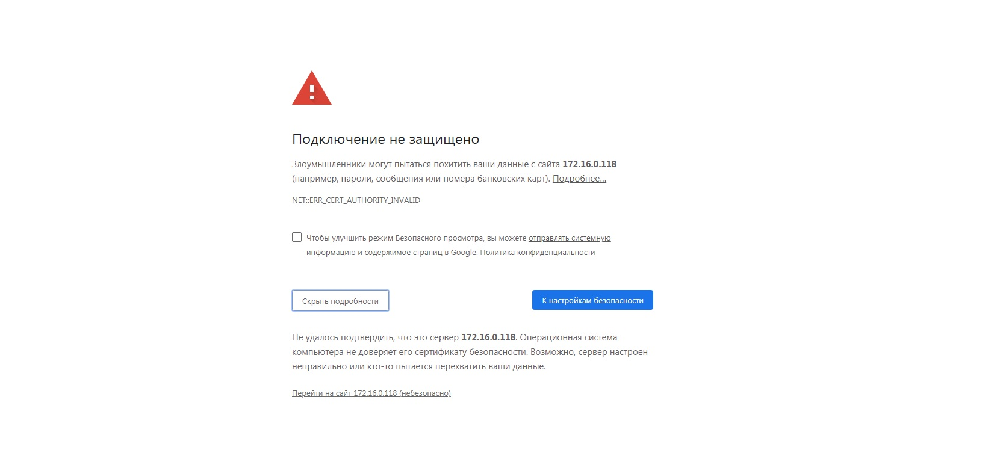 Подключение не защищено
Злоумышленники могут пытаться похитить ваши данные с сайта 172.16.0.118
(например, пароли, сообщения или номера банковских карт). Подробнее…
NET::ERR_CERT_AUTHORITY_INVALID
Чтобы улучшить режим Безопасного просмотра, вы можете отправлять системную
информацию и содержимое страниц в Google. Политика конфиденциальности
Скрыть подробности
К настройкам безопасности
Не удалось подтвердить, что это сервер 172.16.0.118. Операционная система
компьютера не доверяет его сертификату безопасности. Возможно, сервер настроен
неправильно или кто-то пытается перехватить ваши данные.
Перейти на сайт 172.16.0.118 (небезопасно)